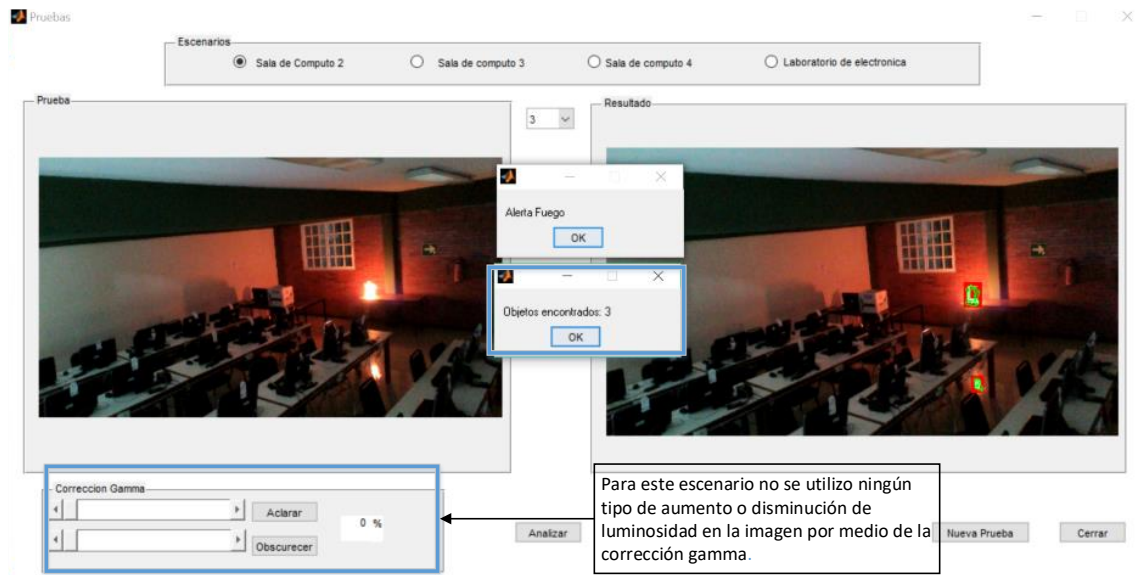 Pruebas
Escenarios
Sala de Computo 2
Sala de computo 3
Sala de computo 4
Laboratorio de electronica
Prueba
3
Resultado
Alerta Fuego
OK
Objetos encontrados: 3
OK
Correccion Gamma
Aclarar
0 %
Obscurecer
Analizar
Para este escenario no se utilizo ningún
tipo de aumento o disminución de
luminosidad en la imagen por medio de la
corrección gamma.
Nueva Prueba
Cerrar